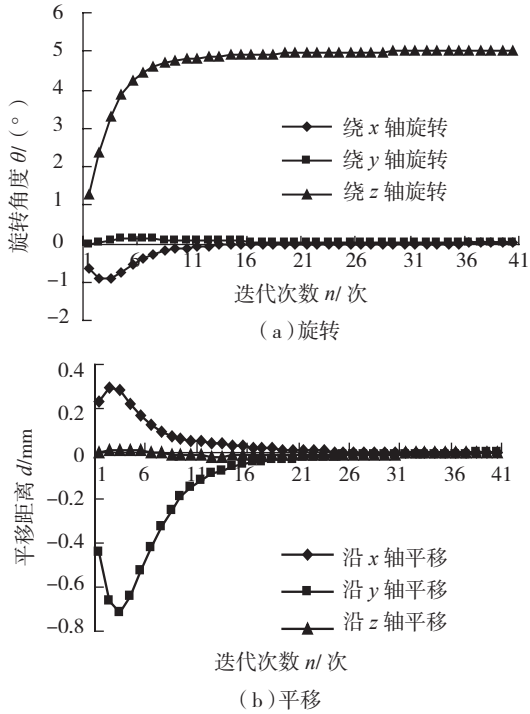 6
5
4
3
2
1
0
-1
-2
旋转角度 θ/（°）
绕 x 轴旋转
绕 y 轴旋转
绕 z 轴旋转
1 6 11 16 21 26 31 36 41
迭代次数 n/ 次
（a）旋转
0.4
0.2
0
-0.2
-0.4
-0.6
-0.8
平移距离 d/mm
1 6 11 16 21 26 31 36 41
沿 x 轴平移
沿 y 轴平移
沿 z 轴平移
迭代次数 n/ 次
（b）平移